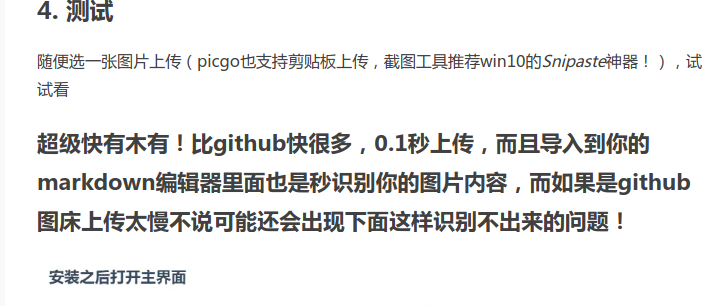 4. 测试
随便选一张图片上传（picgo也支持剪贴板上传，截图工具推荐win10的Snipaste神器！），试
试看
超级快有木有！比github快很多，0.1秒上传，而且导入到你的
markdown编辑器里面也是秒识别你的图片内容，而如果是github
图床上传太慢不说可能还会出现下面这样识别不出来的问题！
安装之后打开主界面